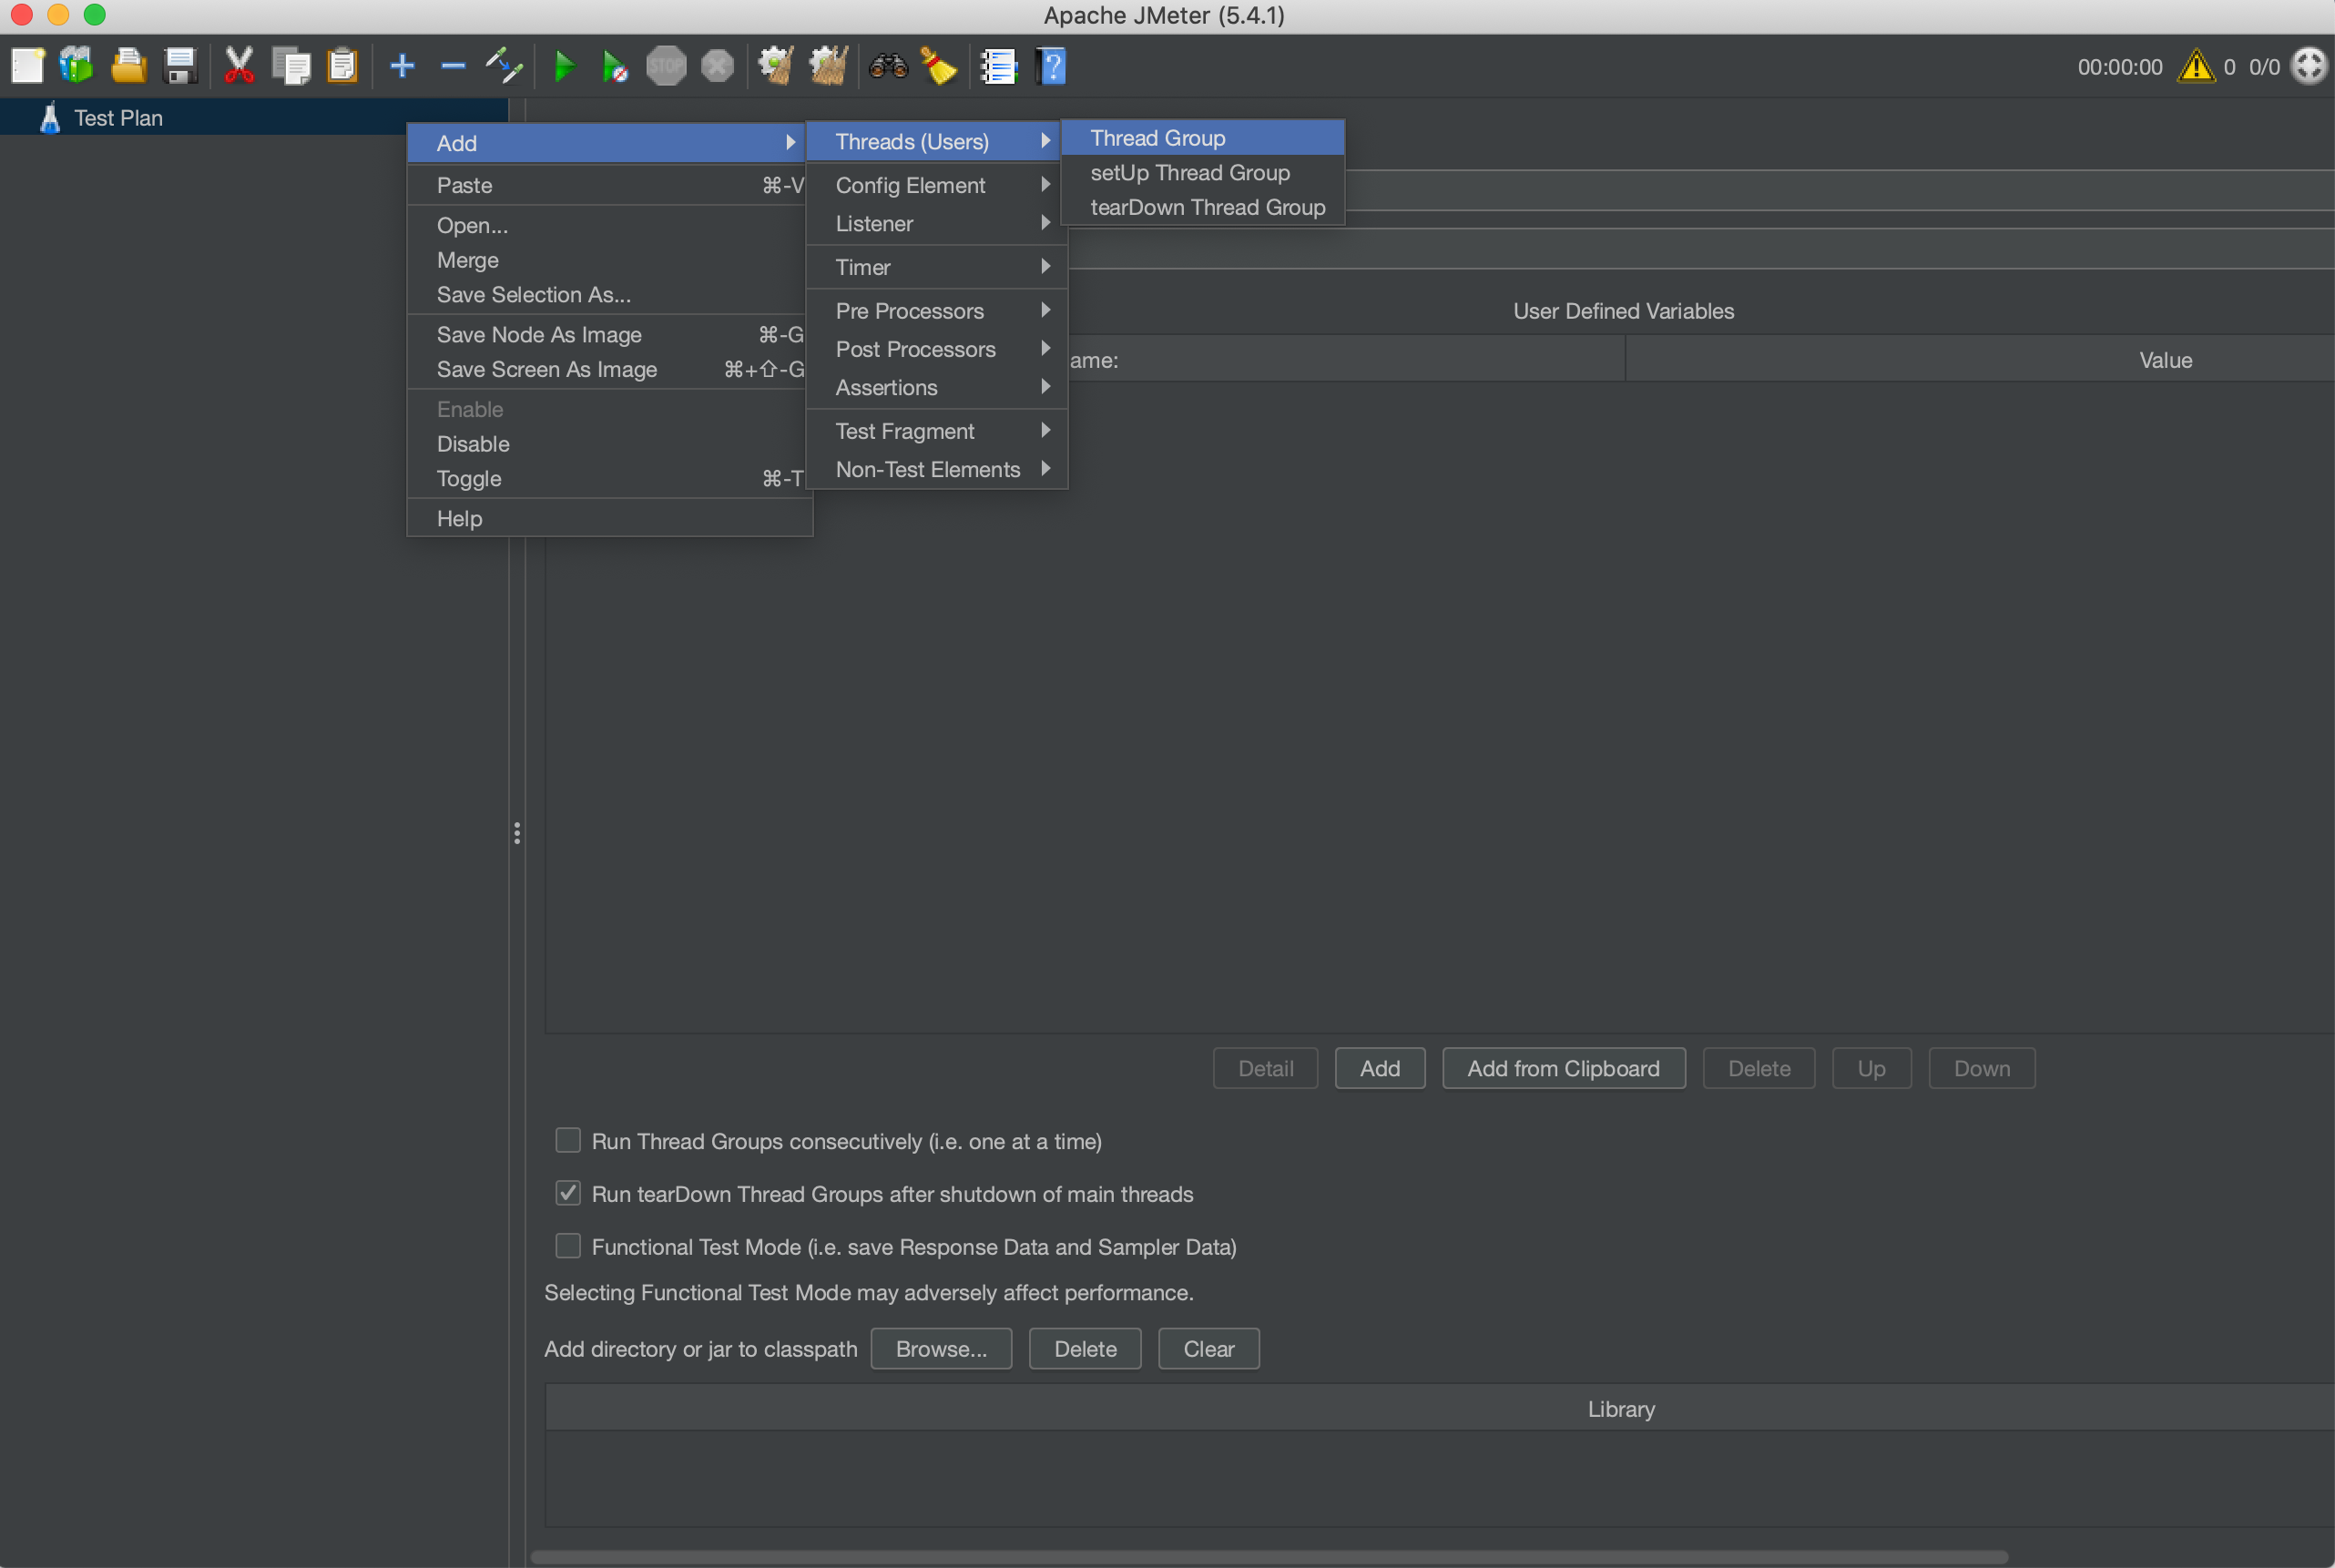 Apache JMeter (5.4.1)
STOP
00:00:00 0 0/0
Test Plan
Add
Paste ⌘-V
Open...
Merge
Save Selection As...
Save Node As Image ⌘-G
Save Screen As Image ⌘+⇧-G
Enable
Disable
Toggle ⌘-T
Help
Threads (Users)
Config Element
Listener
Timer
Pre Processors
Post Processors
Assertions
Test Fragment
Non-Test Elements
Thread Group
setUp Thread Group
tearDown Thread Group
User Defined Variables
ame: Value
Detail Add Add from Clipboard Delete Up Down
Run Thread Groups consecutively (i.e. one at a time)
Run tearDown Thread Groups after shutdown of main threads
Functional Test Mode (i.e. save Response Data and Sampler Data)
Selecting Functional Test Mode may adversely affect performance.
Add directory or jar to classpath Browse... Delete Clear
Library